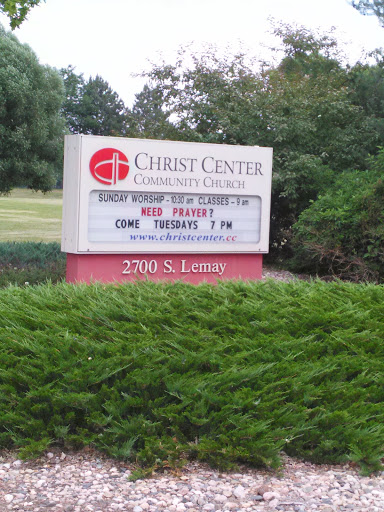 CHRIST CENTER
COMMUNITY CHURCH
SUNDAY WORSHIP - 10:30 am CLASSES - 9 am
NEED PRAYER?
COME TUESDAYS 7 PM
www.christcenter.cc
2700 S. Lemay